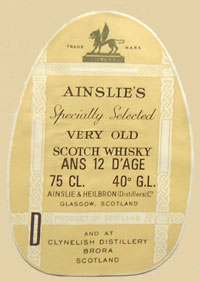 TRADE MARK
AINSLIE'S
Specially Selected
VERY OLD
SCOTCH WHISKY
ANS 12 D'AGE
75 CL. 40° G.L.
AINSLIE & HEILBRON (Distillers) LTD
GLASGOW, SCOTLAND
PRODUCT OF SCOTLAND
D
AND AT
CLYNELISH DISTILLERY
BRORA
SCOTLAND